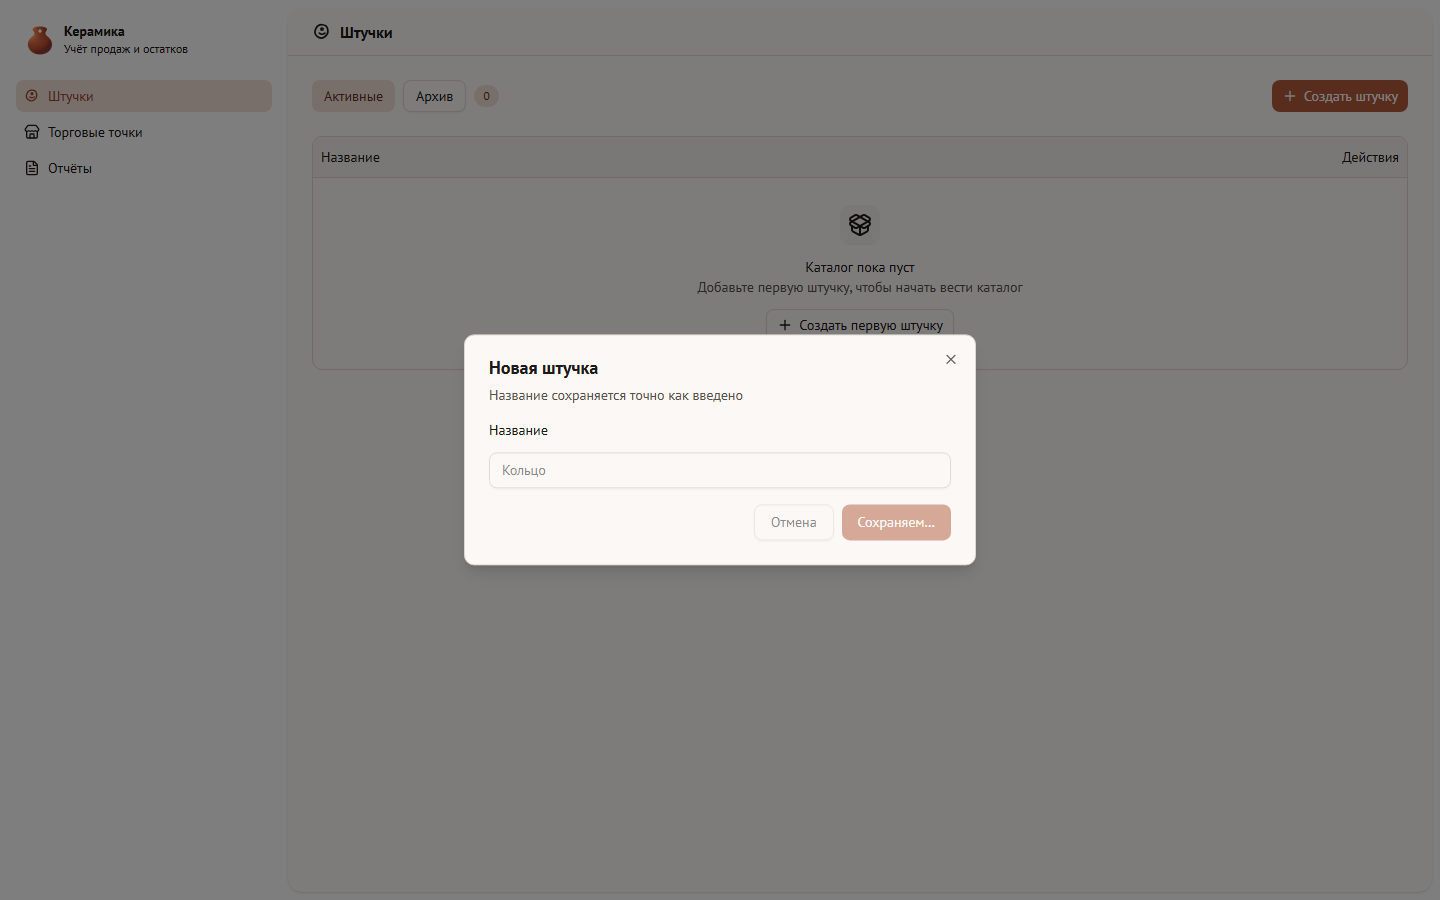 Керамика
Учёт продаж и остатков
Штучки
Торговые точки
Отчёты
Штучки
Активные
Архив
0
Создать штучку
Название
Действия
Каталог пока пуст
Добавьте первую штучку, чтобы начать вести каталог
Создать первую штучку
Новая штучка
Название сохраняется точно как введено
Название
Кольцо
Отмена
Сохраняем...